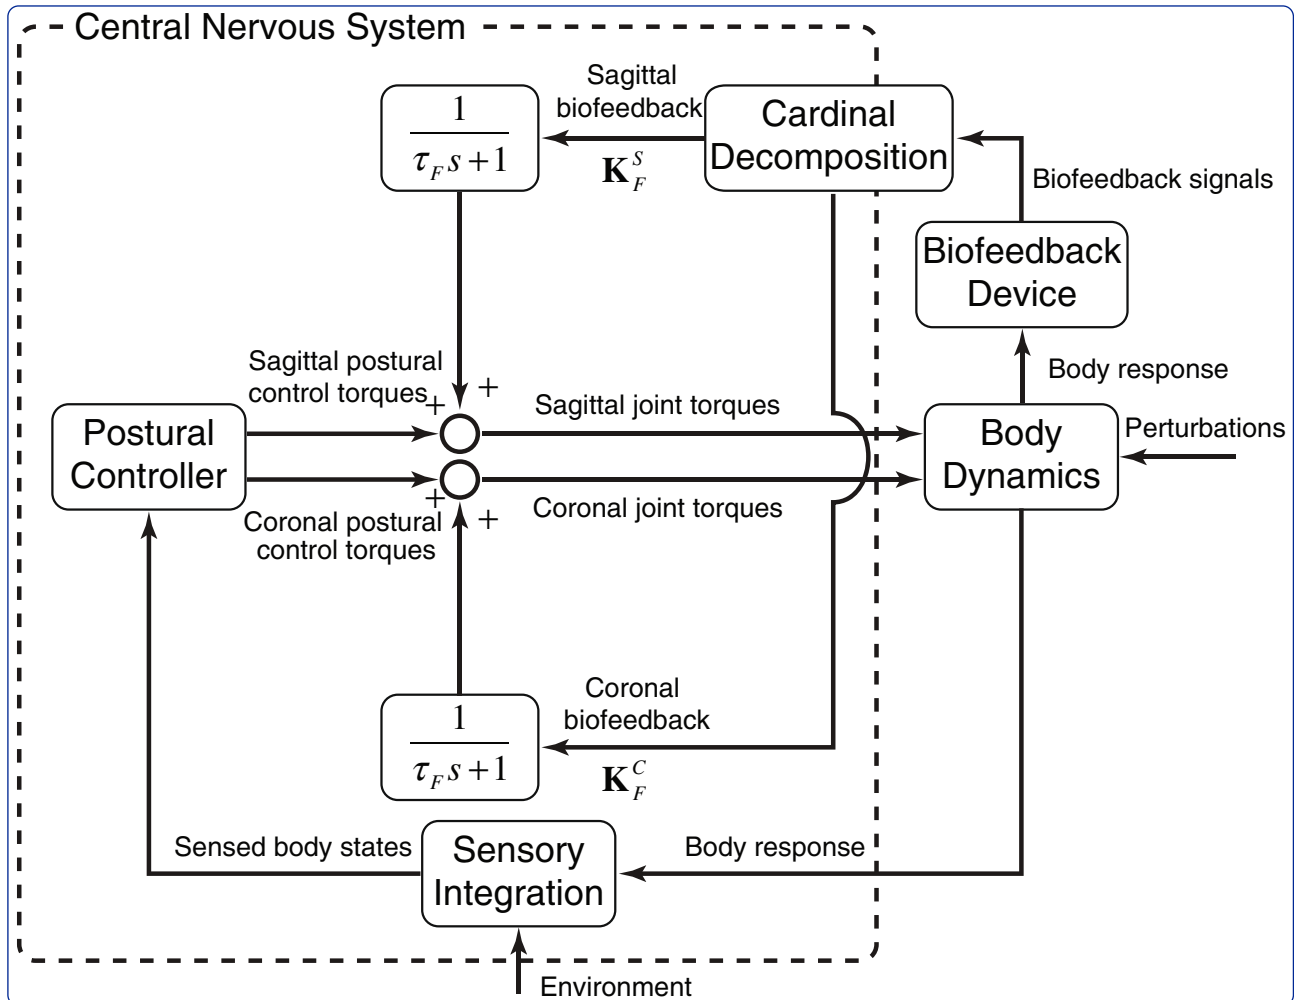 Central Nervous System
1
τ_F s + 1
Sagittal
biofeedback
K_F^S
Cardinal
Decomposition
Biofeedback signals
Biofeedback
Device
Body response
Sagittal postural
control torques
+
+
Sagittal joint torques
Postural
Controller
Body
Dynamics
Perturbations
+
+
Coronal postural
control torques
Coronal joint torques
1
τ_F s + 1
Coronal
biofeedback
K_F^C
Sensed body states
Sensory
Integration
Body response
Environment